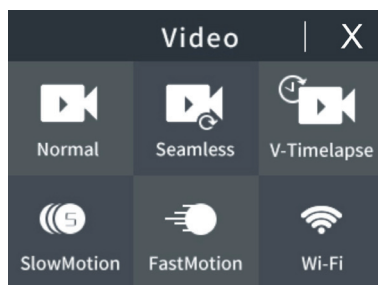 Video | X
Normal Seamless V-Timelapse
S
SlowMotion FastMotion Wi-Fi